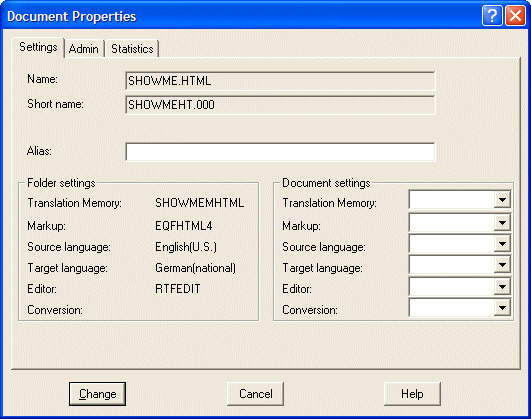 Document Properties
Settings Admin Statistics
Name: SHOWME.HTML
Short name: SHOWMEHT.000
Alias:
Folder settings Document settings
Translation Memory: SHOWMEMHTML Translation Memory:
Markup: EQFHTML4 Markup:
Source language: English(U.S.) Source language:
Target language: German(national) Target language:
Editor: RTFEDIT Editor:
Conversion: Conversion:
Change Cancel Help